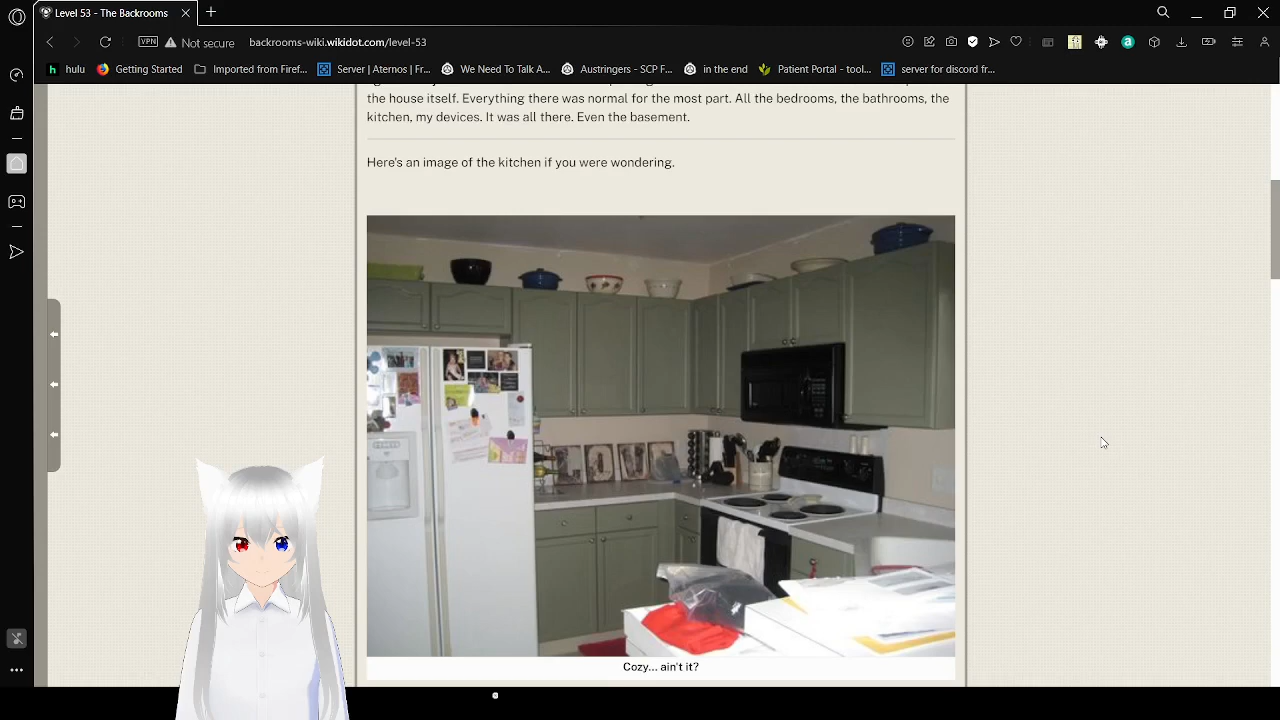 Level 53 - The Backrooms
VPN Not secure backrooms-wiki.wikidot.com/level-53
hulu Getting Started Imported from Firef... Server | Aternos | Fr... We Need To Talk A... Austringers - SCP F... in the end Patient Portal - tool... server for discord fr...
the house itself. Everything there was normal for the most part. All the bedrooms, the bathrooms, the
kitchen, my devices. It was all there. Even the basement.
Here's an image of the kitchen if you were wondering.
Cozy... ain't it?